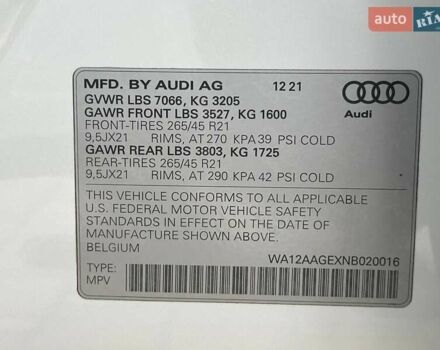 RIA.com
MFD. BY AUDI AG 12 21
GVWR LBS 7066, KG 3205
GAWR FRONT LBS 3527, KG 1600
FRONT-TIRES 265/45 R21
9,5JX21 RIMS, AT 270 KPA 39 PSI COLD
GAWR REAR LBS 3803, KG 1725
REAR-TIRES 265/45 R21
9,5JX21 RIMS, AT 290 KPA 42 PSI COLD
Audi
THIS VEHICLE CONFORMS TO ALL APPLICABLE
U.S. FEDERAL MOTOR VEHICLE SAFETY
STANDARDS IN EFFECT ON THE DATE OF
MANUFACTURE SHOWN ABOVE.
BELGIUM
WA12AAGEXNB020016
TYPE:
MPV